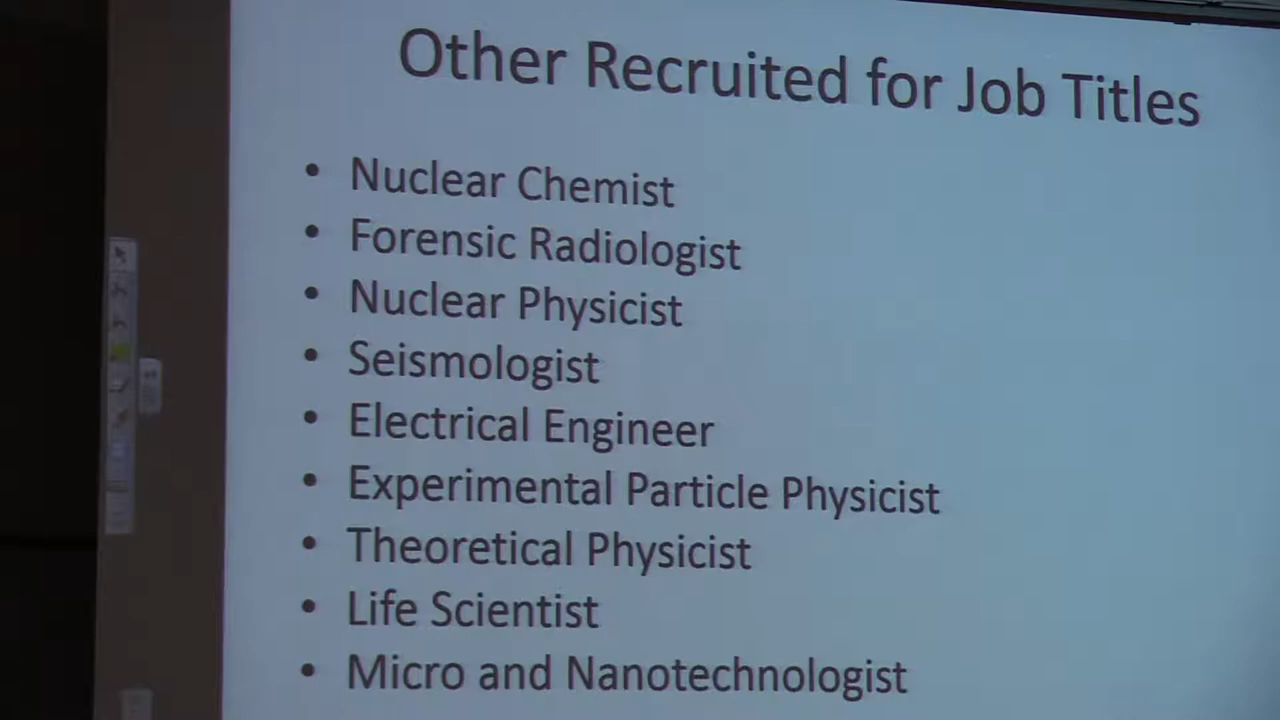 Other Recruited for Job Titles
• Nuclear Chemist
• Forensic Radiologist
• Nuclear Physicist
• Seismologist
• Electrical Engineer
• Experimental Particle Physicist
• Theoretical Physicist
• Life Scientist
• Micro and Nanotechnologist